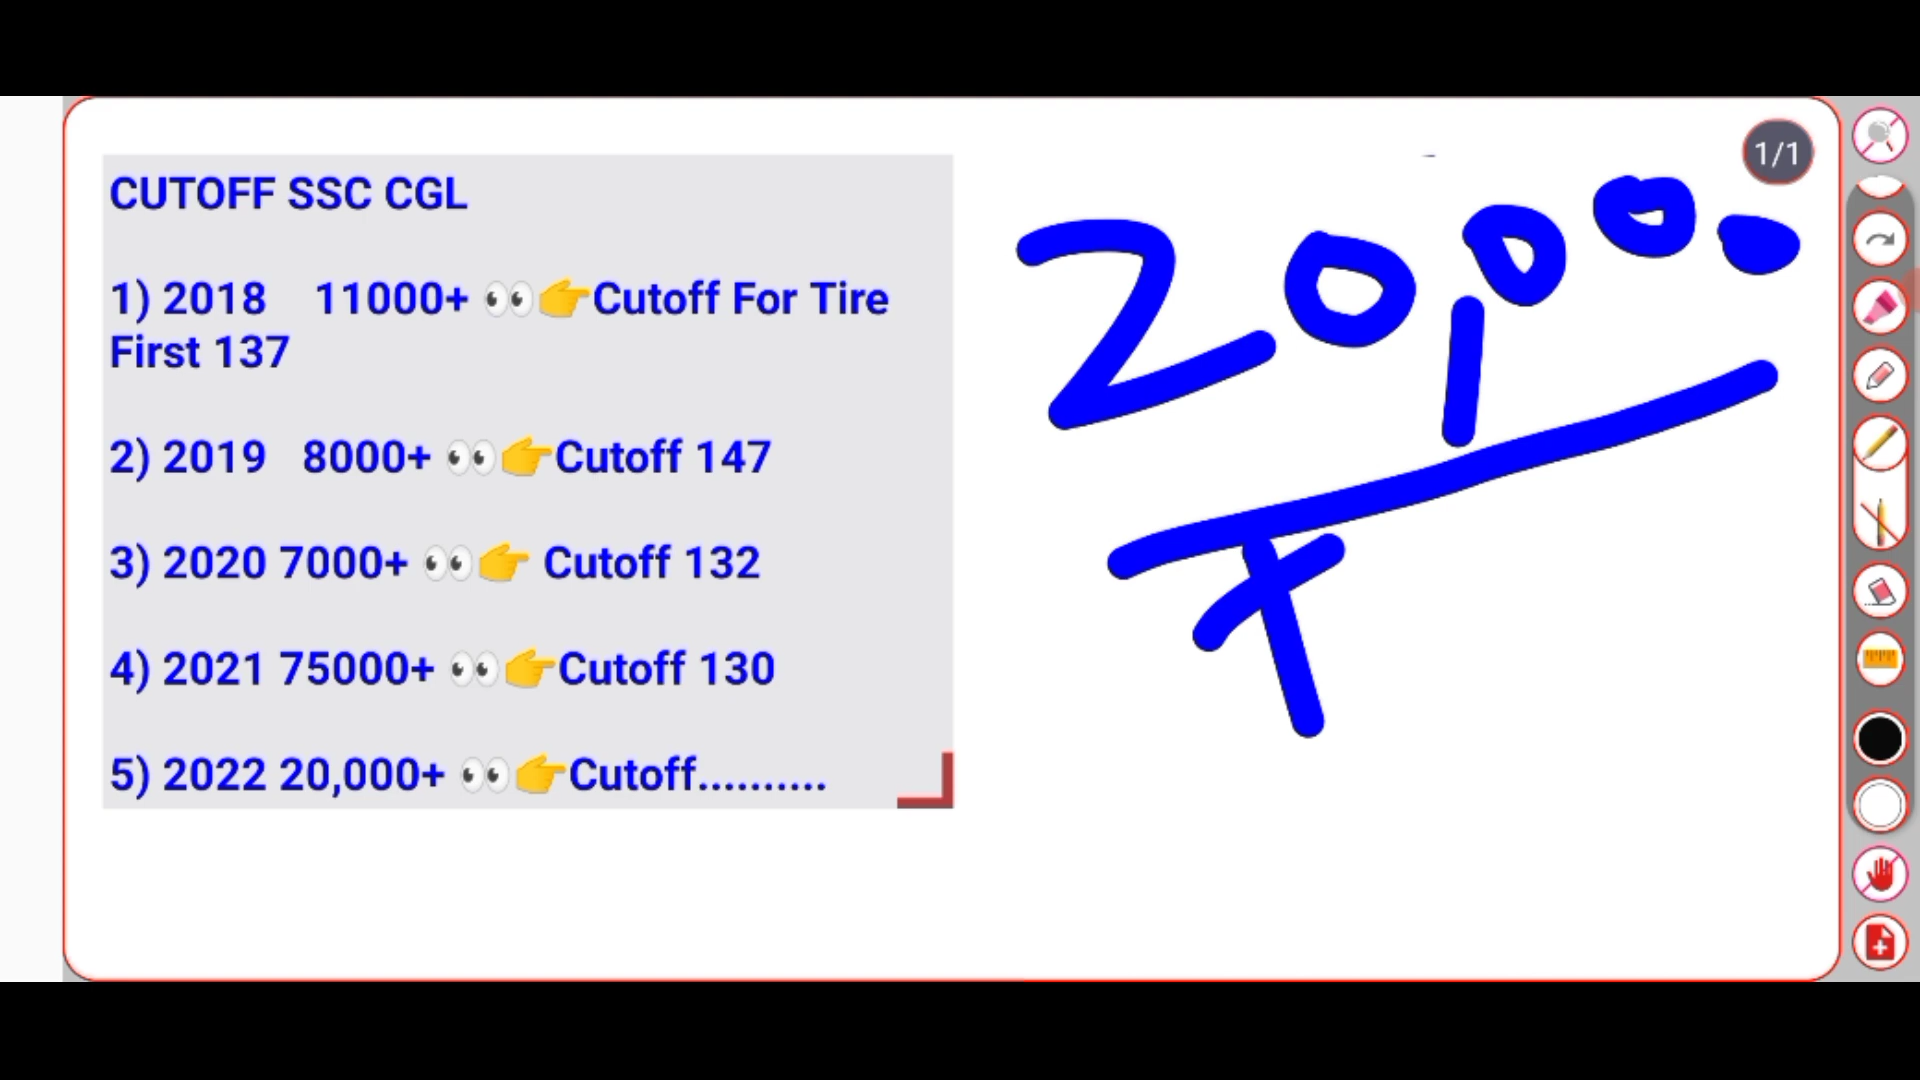 CUTOFF SSC CGL
1) 2018 11000+ 👀👉Cutoff For Tire
First 137
2) 2019 8000+ 👀👉Cutoff 147
3) 2020 7000+ 👀👉 Cutoff 132
4) 2021 75000+ 👀👉Cutoff 130
5) 2022 20,000+ 👀👉Cutoff..........
20,000
1/1